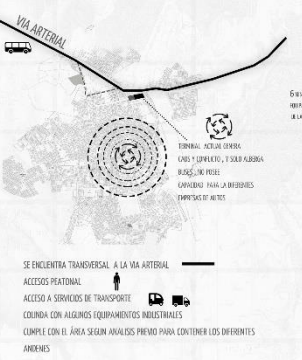 VIA ARTERIAL
TERMINAL ACTUAL GENERA
CAOS Y CONFLICTO , Y SOLO ALBERGA
BUSES , NO POSEE
CAPACIDAD PARA LA DIFERENTES
EMPRESAS DE AUTOS
SE ENCUENTRA TRANSVERSAL A LA VIA ARTERIAL
ACCESOS PEATONAL
ACCESO A SERVICIOS DE TRANSPORTE
COLINDA CON ALGUNOS EQUIPAMIENTOS INDUSTRIALES
CUMPLE CON EL ÁREA SEGUN ANALISIS PREVIO PARA CONTENER LOS DIFERENTES
ANDENES